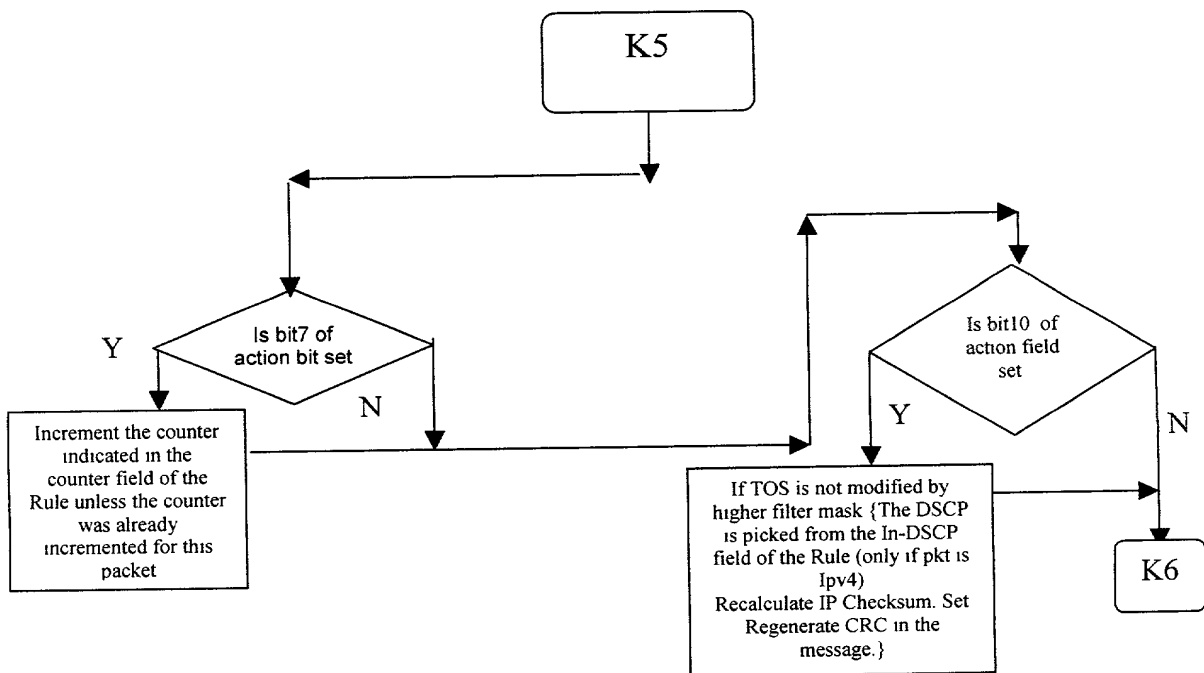 K5
Is bit7 of
action bit set
Y
N
Increment the counter
indicated in the
counter field of the
Rule unless the counter
was already
incremented for this
packet
Is bit10 of
action field
set
Y
N
If TOS is not modified by
higher filter mask {The DSCP
is picked from the In-DSCP
field of the Rule (only if pkt is
Ipv4)
Recalculate IP Checksum. Set
Regenerate CRC in the
message.}
K6